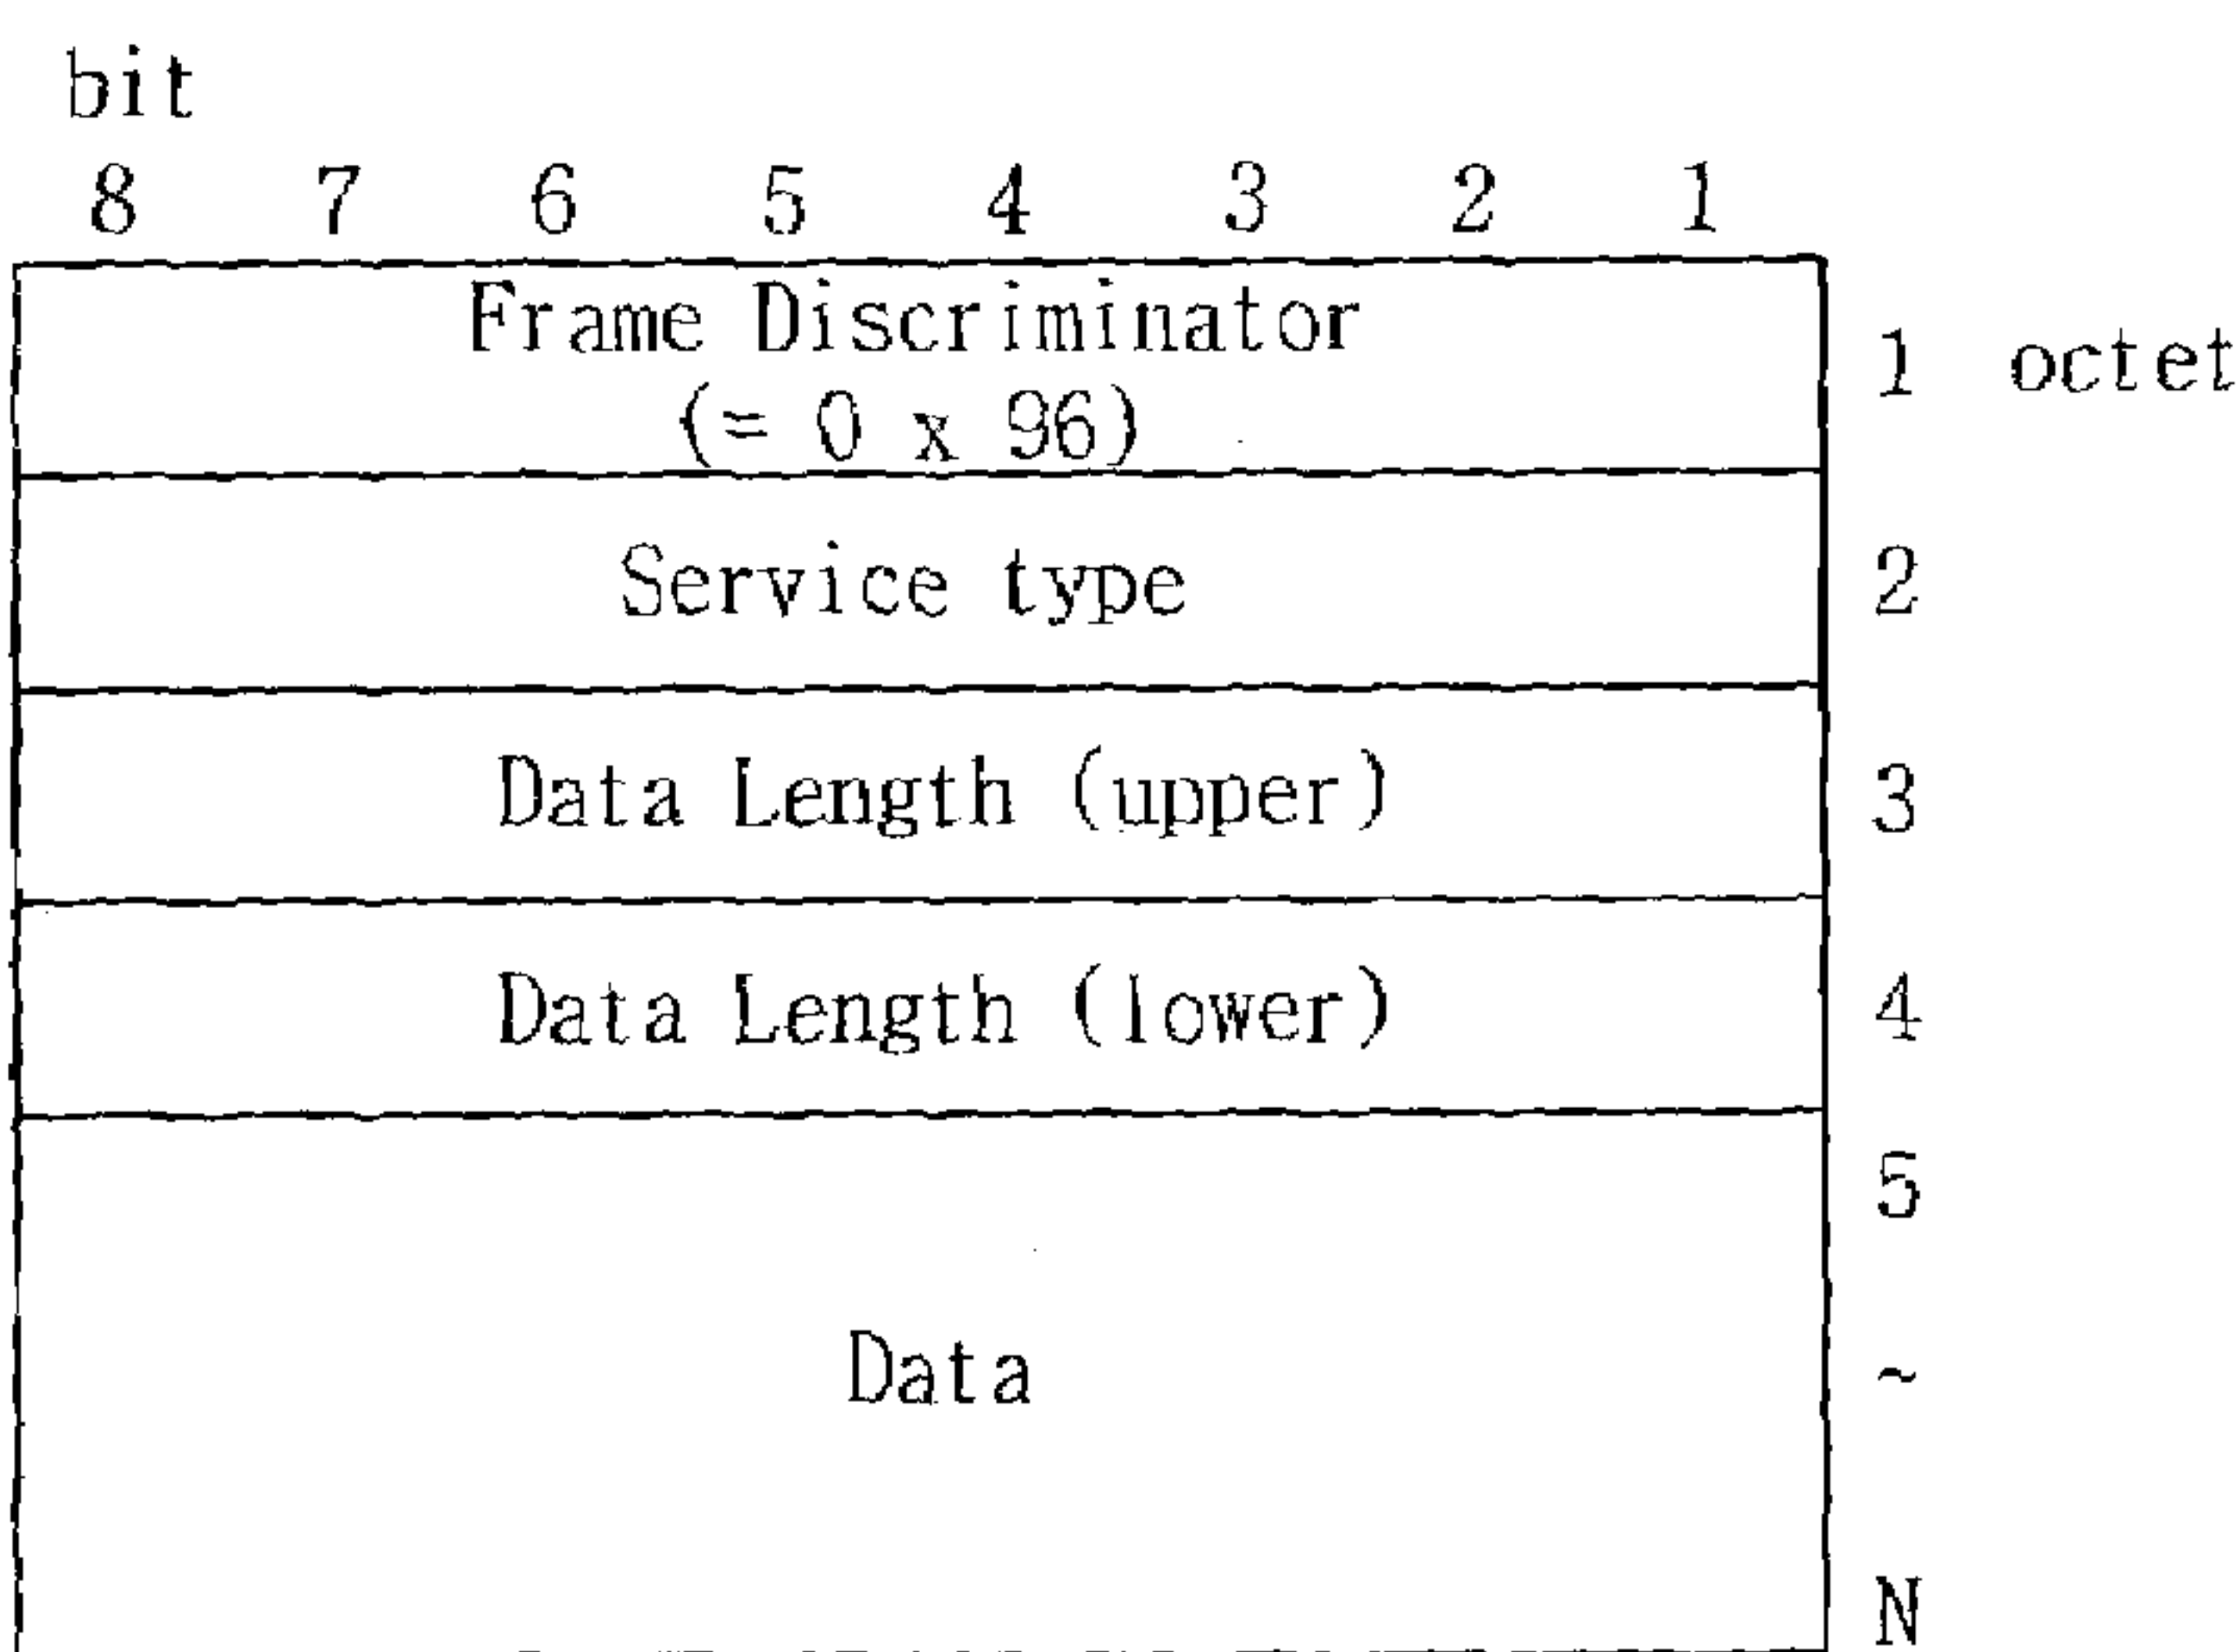 bit
8 7 6 5 4 3 2 1
Frame Discriminator
(= 0 x 96)
1 octet
Service type
2
Data Length (upper)
3
Data Length (lower)
4
5
Data
~
N